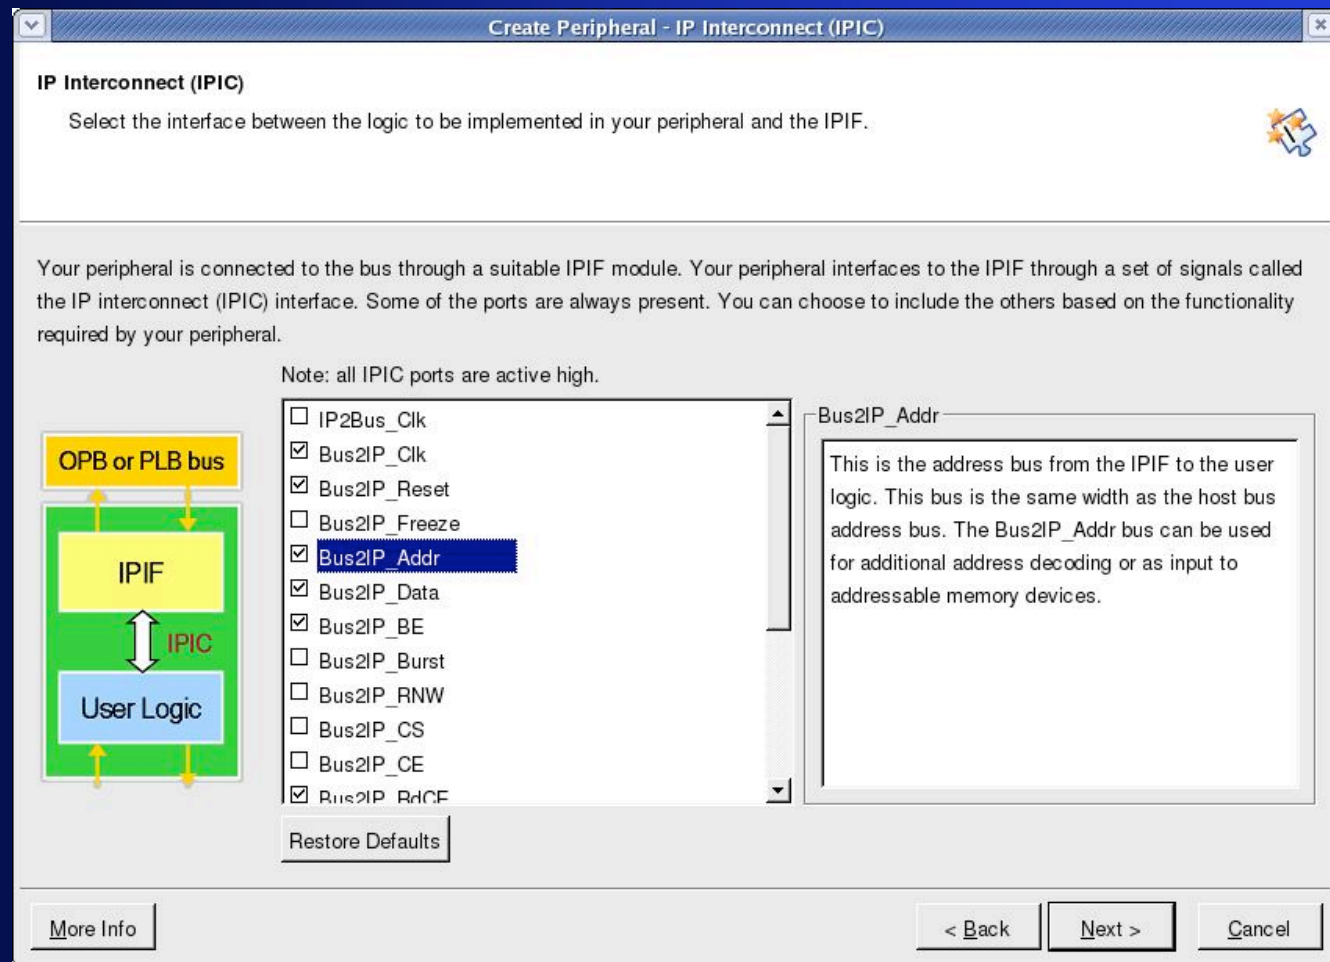 Create Peripheral - IP Interconnect (IPIC)
IP Interconnect (IPIC)
Select the interface between the logic to be implemented in your peripheral and the IPIF.
Your peripheral is connected to the bus through a suitable IPIF module. Your peripheral interfaces to the IPIF through a set of signals called
the IP interconnect (IPIC) interface. Some of the ports are always present. You can choose to include the others based on the functionality
required by your peripheral.
Note: all IPIC ports are active high.
OPB or PLB bus
IPIF
IPIC
User Logic
IP2Bus_Clk
Bus2IP_Clk
Bus2IP_Reset
Bus2IP_Freeze
Bus2IP_Addr
Bus2IP_Data
Bus2IP_BE
Bus2IP_Burst
Bus2IP_RNW
Bus2IP_CS
Bus2IP_CE
Bus2IP_RdCE
Bus2IP_Addr
This is the address bus from the IPIF to the user
logic. This bus is the same width as the host bus
address bus. The Bus2IP_Addr bus can be used
for additional address decoding or as input to
addressable memory devices.
Restore Defaults
More Info
< Back
Next >
Cancel